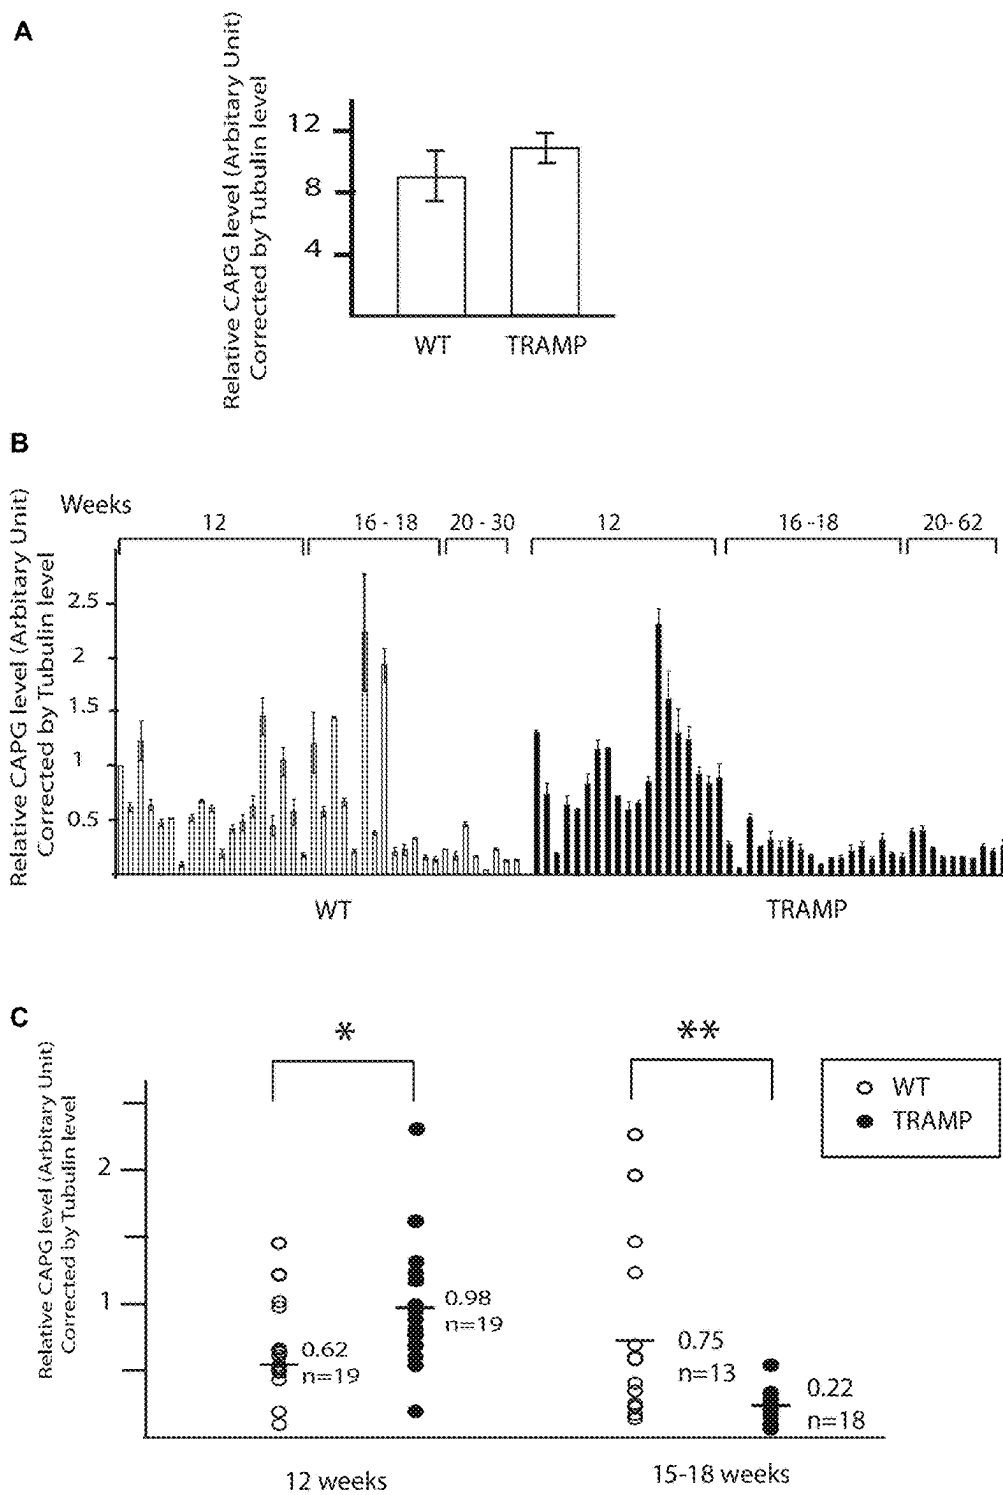 A
Relative CAPG level (Arbitary Unit)
Corrected by Tubulin level
12
8
4
WT TRAMP
B
Relative CAPG level (Arbitary Unit)
Corrected by Tubulin level
Weeks
12 16 - 18 20 - 30 12 16 -18 20-62
2.5
2
1.5
1
0.5
WT TRAMP
C
Relative CAPG level (Arbitary Unit)
Corrected by Tubulin level
* **
WT
TRAMP
2
1
0.98
n=19
0.62
n=19
0.75
n=13
0.22
n=18
12 weeks 15-18 weeks